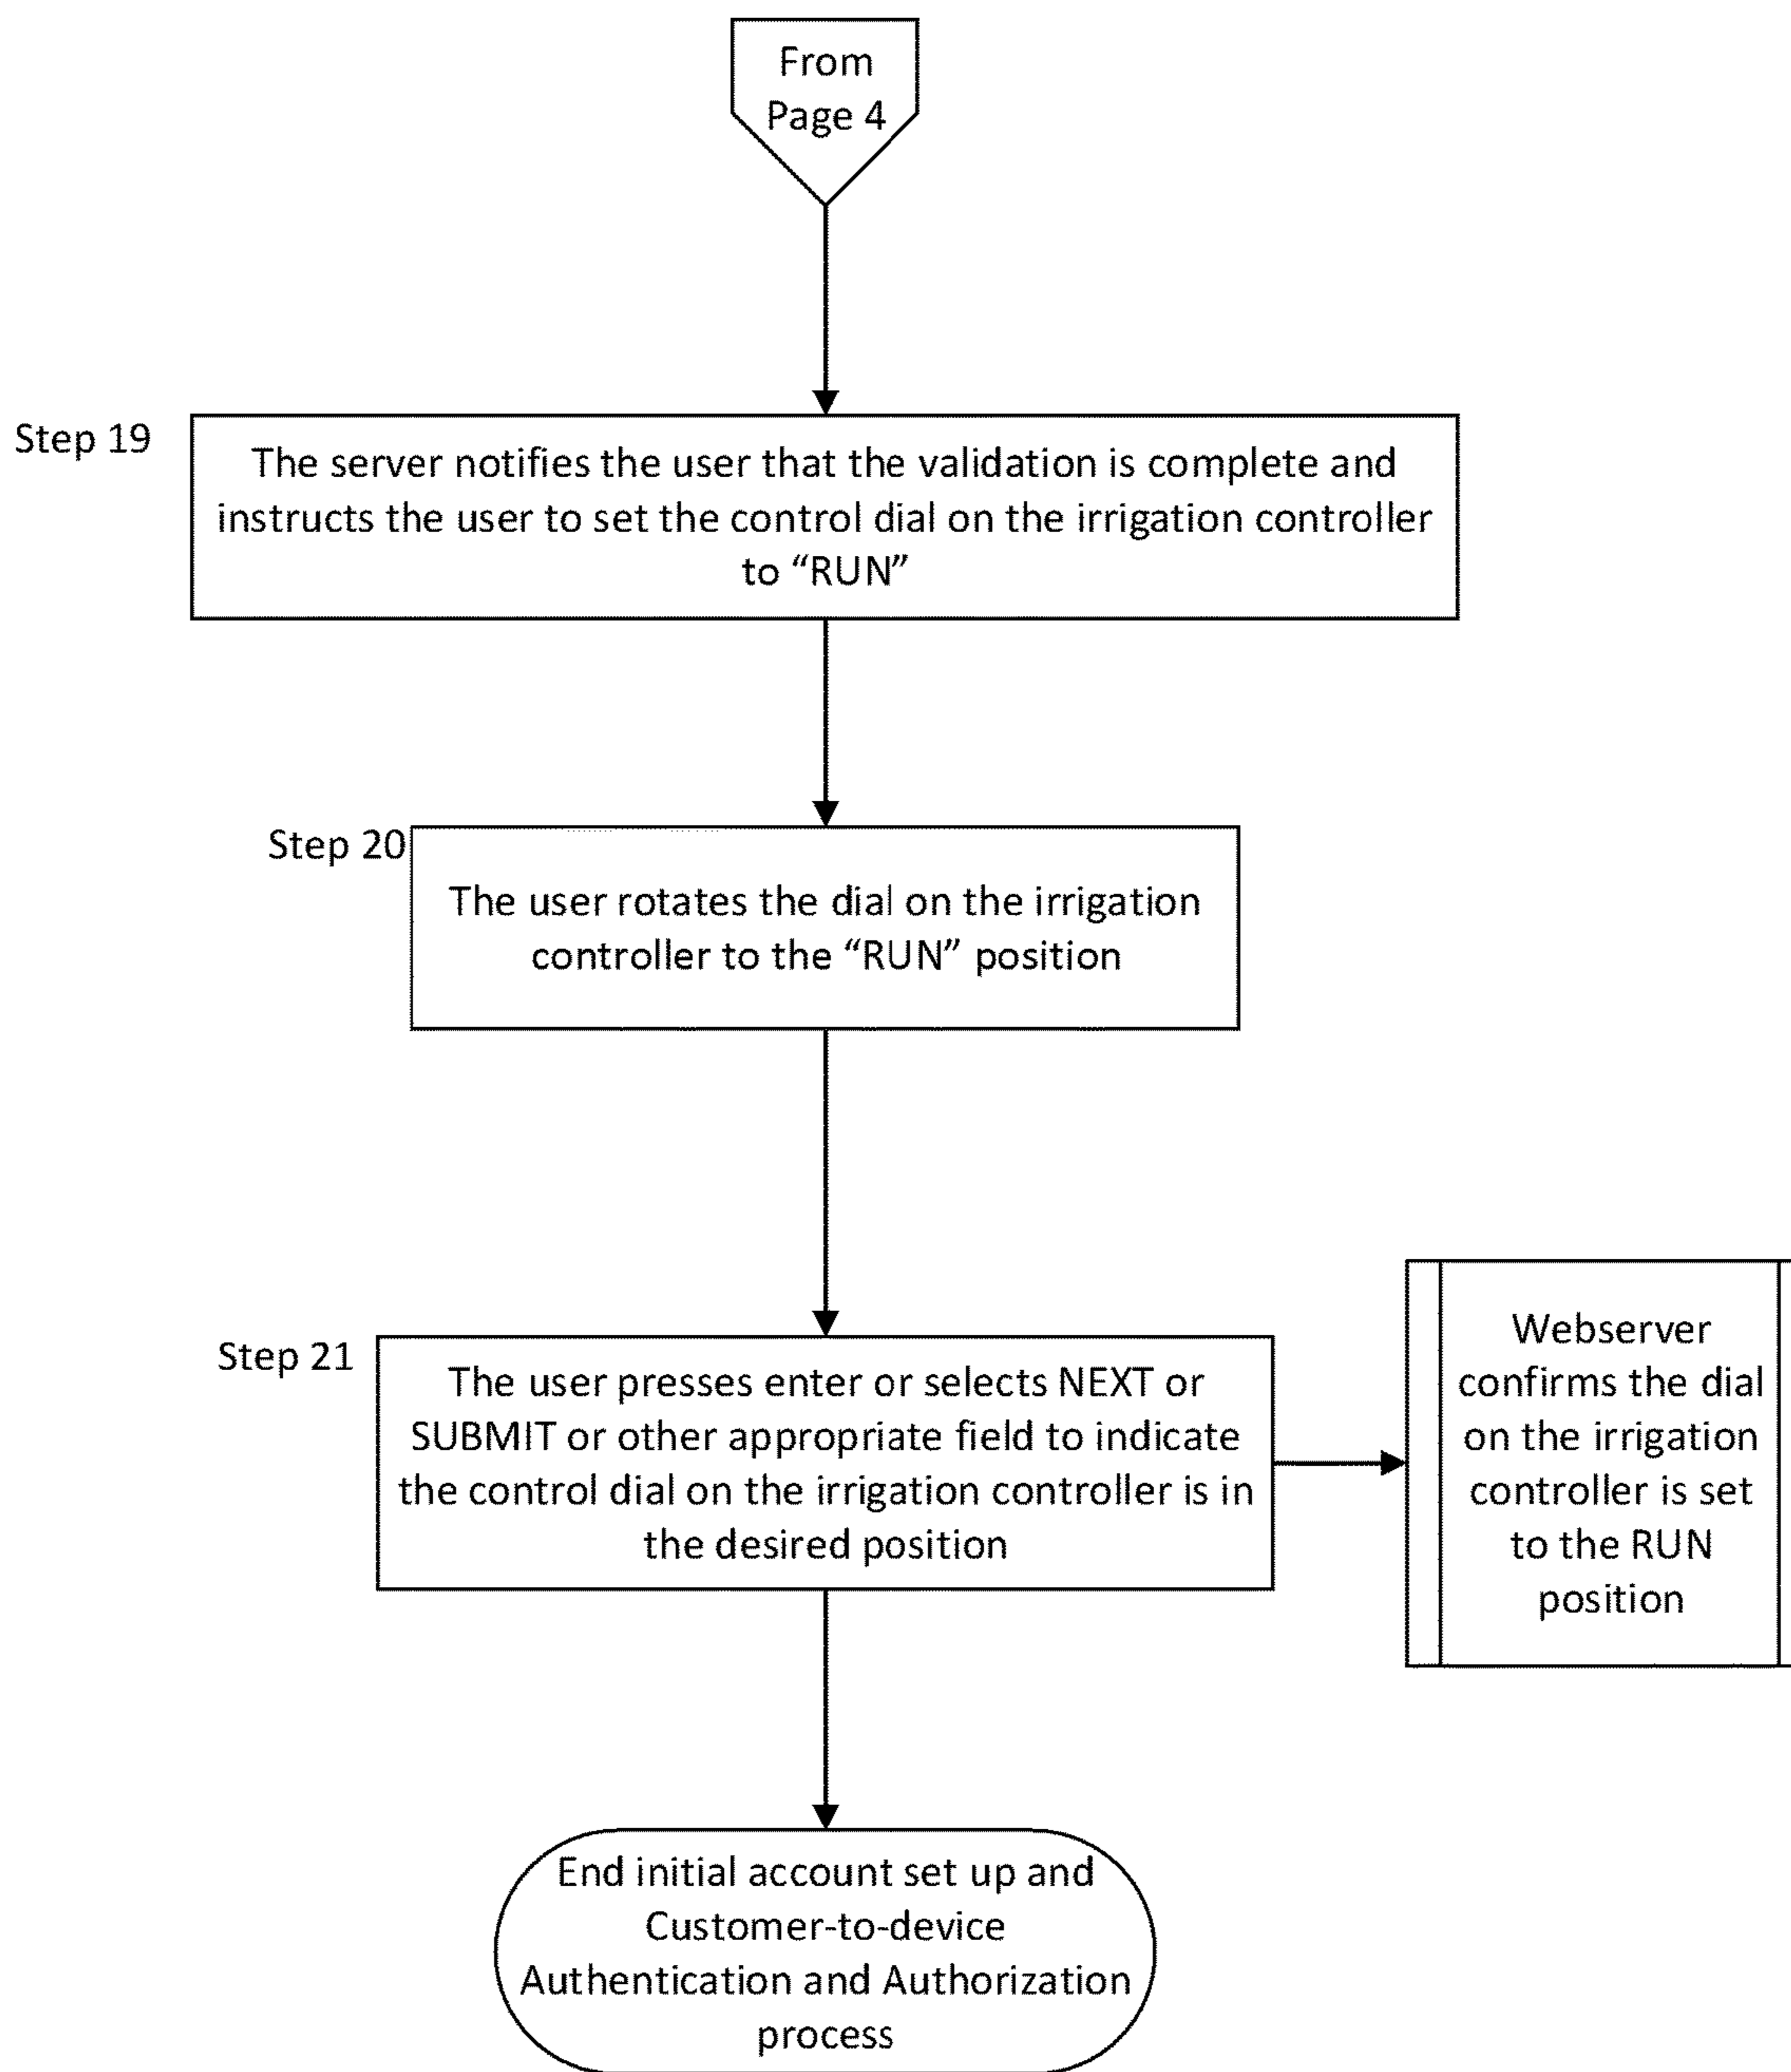 From
Page 4
Step 19
The server notifies the user that the validation is complete and
instructs the user to set the control dial on the irrigation controller
to “RUN”
Step 20
The user rotates the dial on the irrigation
controller to the “RUN” position
Step 21
The user presses enter or selects NEXT or
SUBMIT or other appropriate field to indicate
the control dial on the irrigation controller is in
the desired position
Webserver
confirms the dial
on the irrigation
controller is set
to the RUN
position
End initial account set up and
Customer-to-device
Authentication and Authorization
process